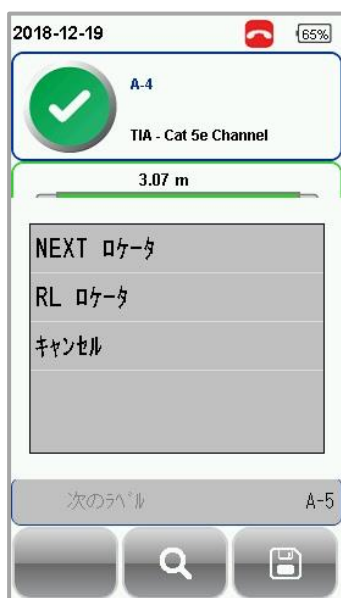 2018-12-19 65%
A-4
TIA - Cat 5e Channel
3.07 m
NEXT ロケータ
RL ロケータ
キャンセル
次のラベル A-5